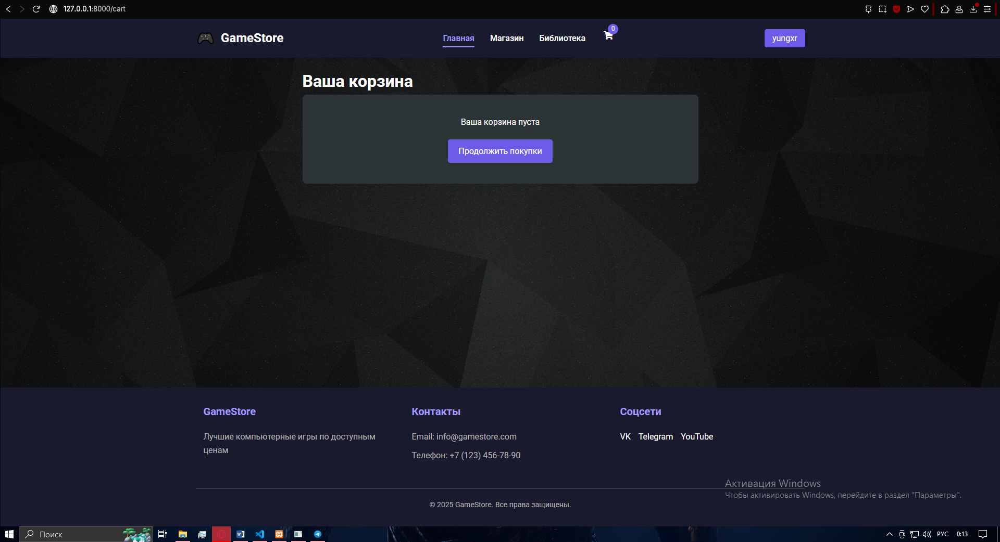 127.0.0.1:8000/cart
GameStore
Главная
Магазин
Библиотека
0
yungxr
Ваша корзина
Ваша корзина пуста
Продолжить покупки
GameStore
Контакты
Соцсети
Лучшие компьютерные игры по доступным
ценам
Email: info@gamestore.com
Телефон: +7 (123) 456-78-90
VK Telegram YouTube
Активация Windows
Чтобы активировать Windows, перейдите в раздел "Параметры".
© 2025 GameStore. Все права защищены.
Поиск
РУС
0:13